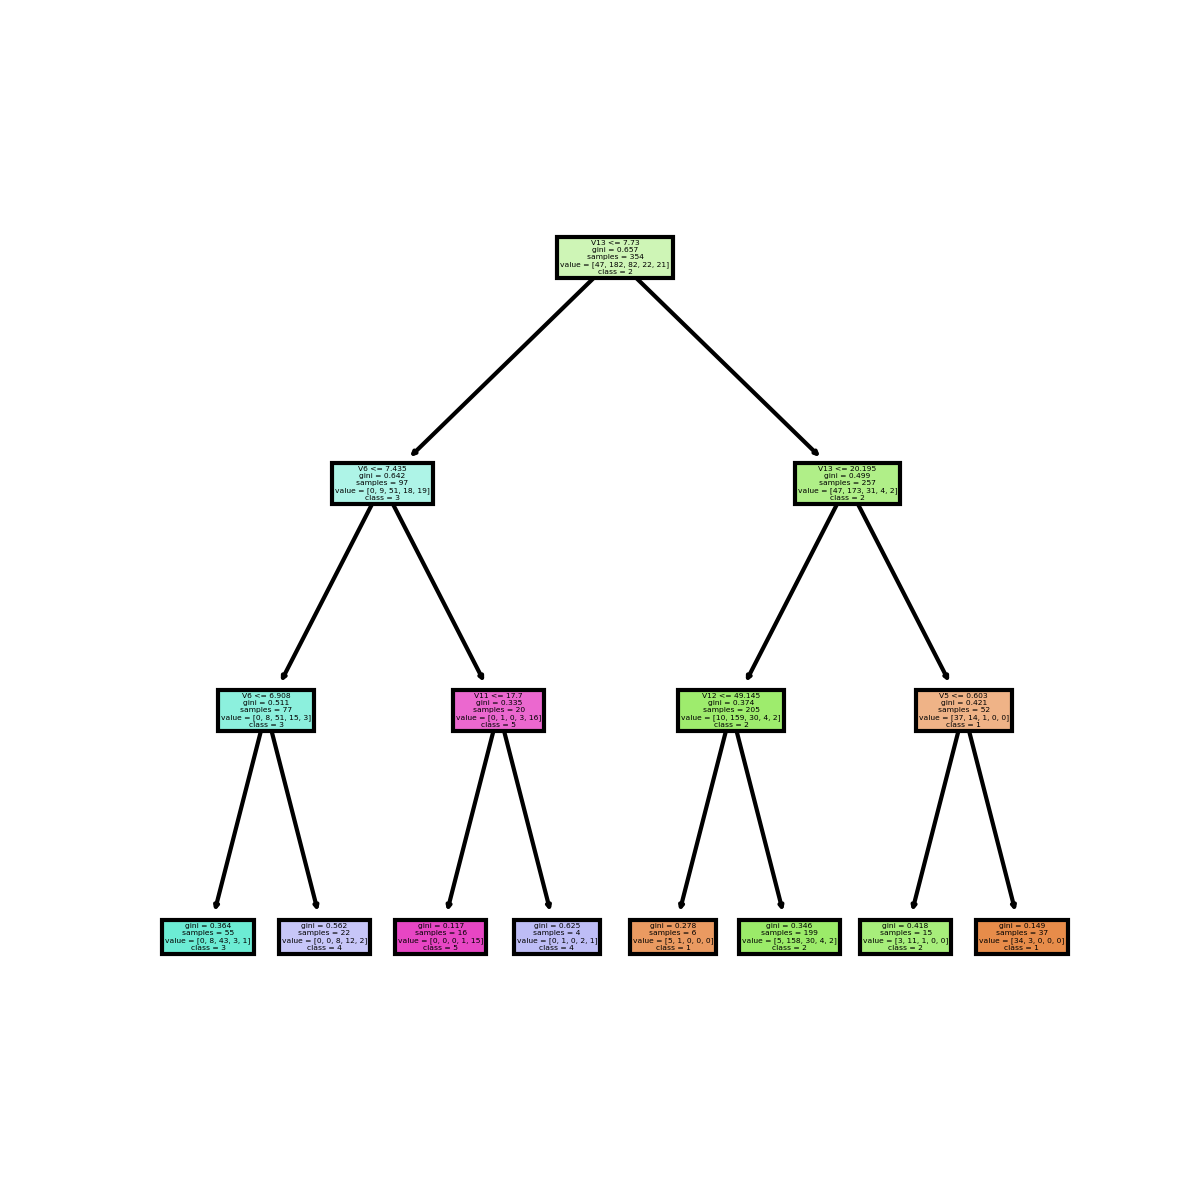 V13 <= 7.73
gini = 0.657
samples = 354
value = [47, 182, 82, 22, 21]
class = 2
V6 <= 7.435
gini = 0.642
samples = 97
value = [0, 9, 51, 18, 19]
class = 3
V13 <= 20.195
gini = 0.499
samples = 257
value = [47, 173, 31, 4, 2]
class = 2
V6 <= 6.908
gini = 0.511
samples = 77
value = [0, 8, 51, 15, 3]
class = 3
V11 <= 17.7
gini = 0.335
samples = 20
value = [0, 1, 0, 3, 16]
class = 5
V12 <= 49.145
gini = 0.374
samples = 205
value = [10, 159, 30, 4, 2]
class = 2
V5 <= 0.603
gini = 0.421
samples = 52
value = [37, 14, 1, 0, 0]
class = 1
gini = 0.364
samples = 55
value = [0, 8, 43, 3, 1]
class = 3
gini = 0.562
samples = 22
value = [0, 0, 8, 12, 2]
class = 4
gini = 0.117
samples = 16
value = [0, 0, 0, 1, 15]
class = 5
gini = 0.625
samples = 4
value = [0, 1, 0, 2, 1]
class = 4
gini = 0.278
samples = 6
value = [5, 1, 0, 0, 0]
class = 1
gini = 0.346
samples = 199
value = [5, 158, 30, 4, 2]
class = 2
gini = 0.418
samples = 15
value = [3, 11, 1, 0, 0]
class = 2
gini = 0.149
samples = 37
value = [34, 3, 0, 0, 0]
class = 1